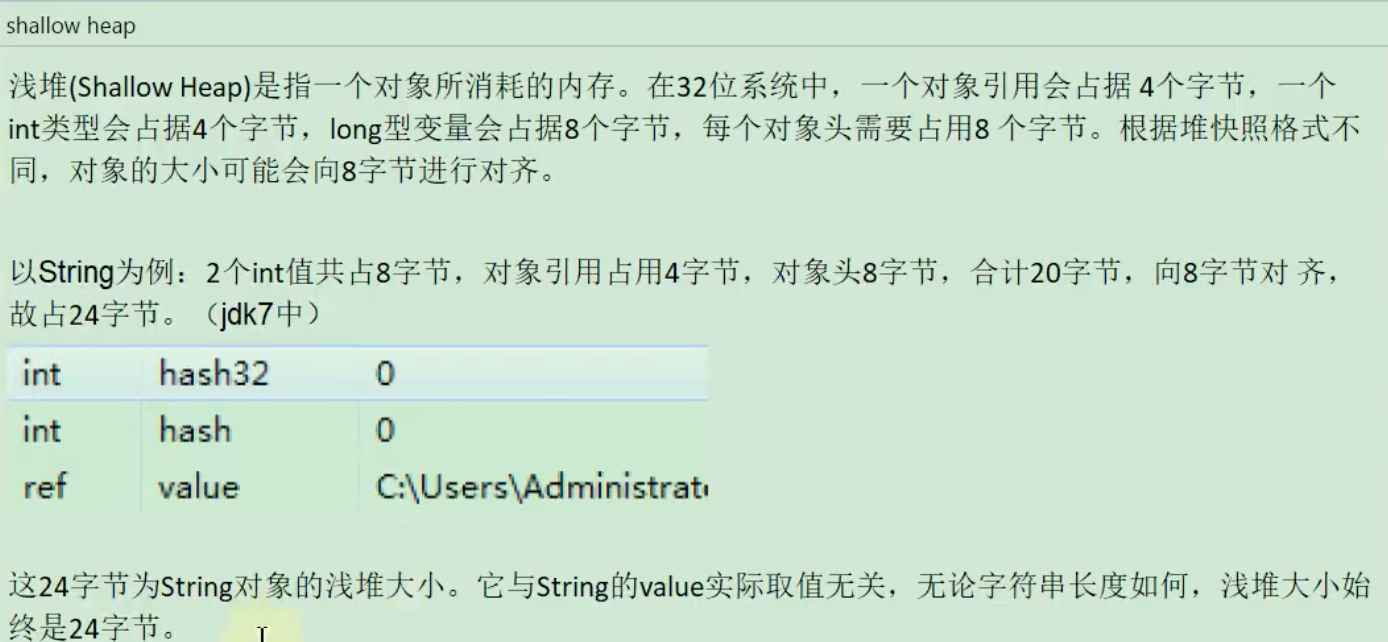 shallow heap
浅堆(Shallow Heap)是指一个对象所消耗的内存。在32位系统中，一个对象引用会占据 4个字节，一个
int类型会占据4个字节，long型变量会占据8个字节，每个对象头需要占用8 个字节。根据堆快照格式不
同，对象的大小可能会向8字节进行对齐。
以String为例：2个int值共占8字节，对象引用占用4字节，对象头8字节，合计20字节，向8字节对 齐，
故占24字节。（jdk7中）
int hash32 0
int hash 0
ref value C:\Users\Administrat
这24字节为String对象的浅堆大小。它与String的value实际取值无关，无论字符串长度如何，浅堆大小始
终是24字节。